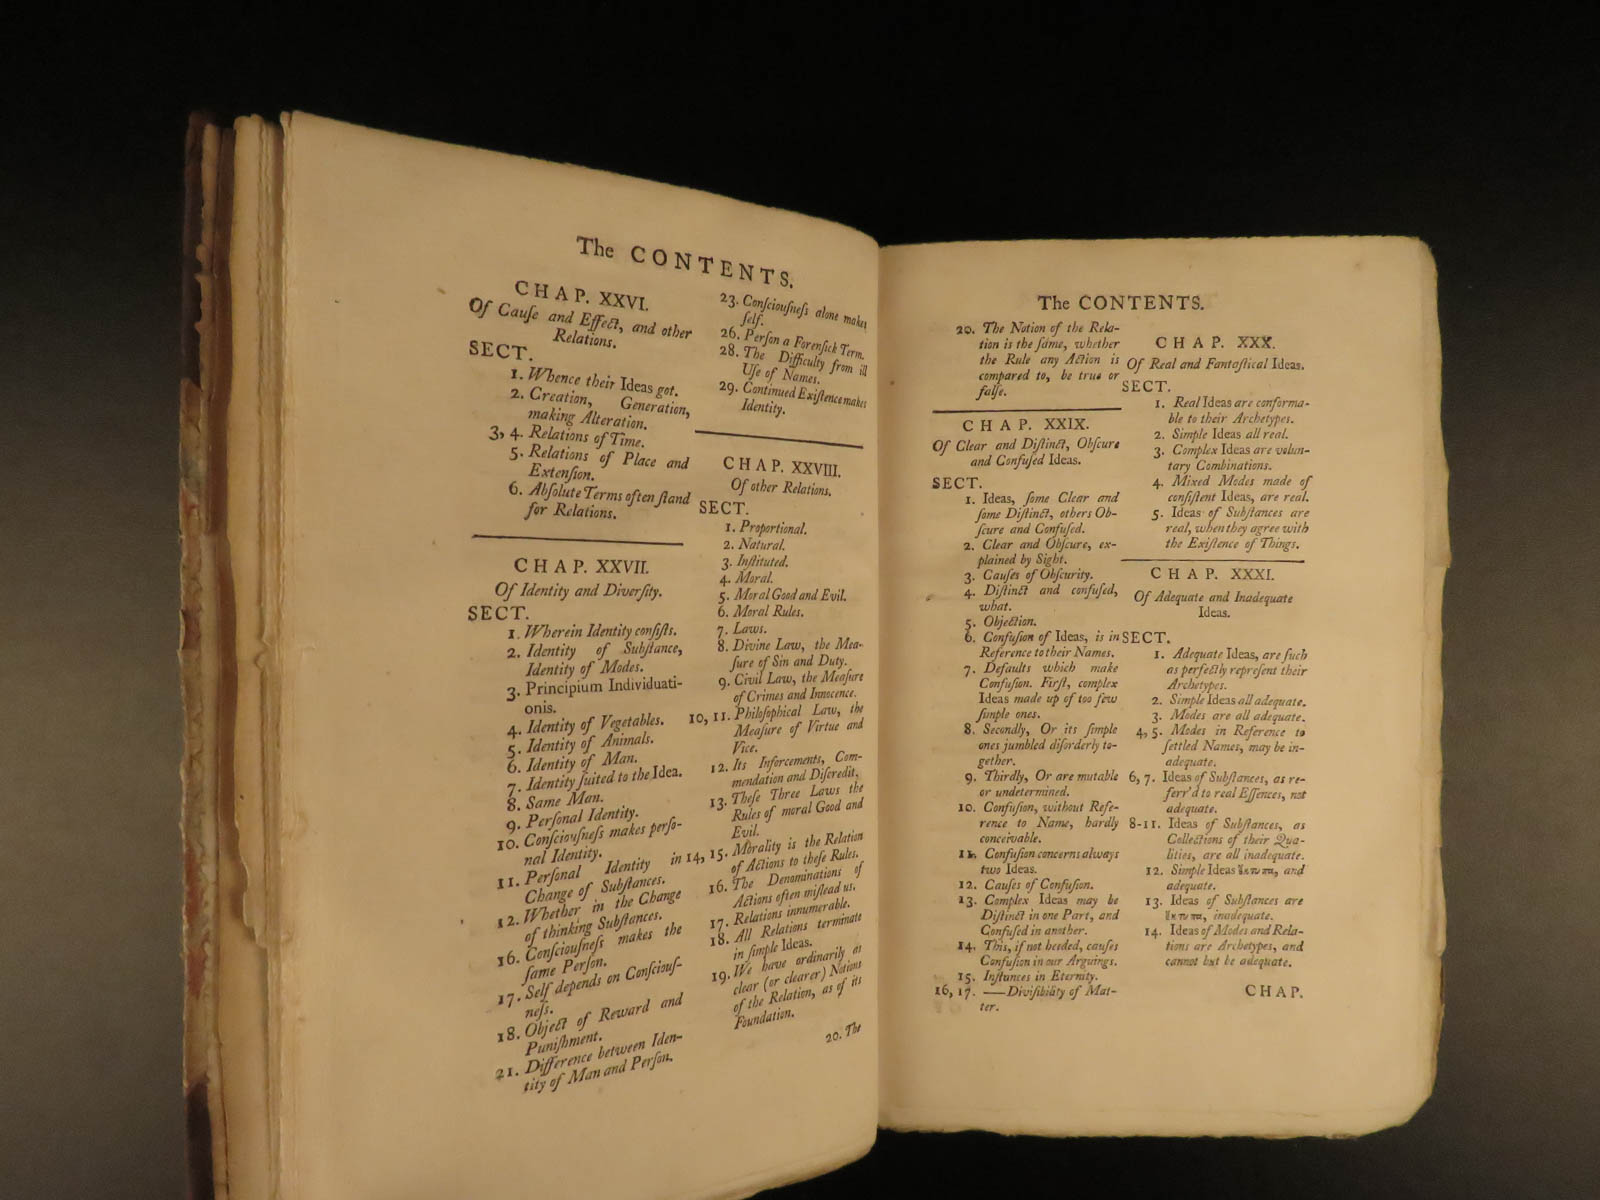 The CONTENTS.
CHAP. XXVI.
Of Cauſe and Effect, and other
Relations.
SECT.
1. Whence their Ideas got.
2. Creation, Generation,
making Alteration.
3, 4. Relations of Time.
5. Relations of Place and
Extenſion.
6. Abſolute Terms often ſtand
for Relations.
CHAP. XXVII.
Of Identity and Diverſity.
SECT.
1. Wherein Identity conſiſts.
2. Identity of Subſtance,
Identity of Modes.
3. Principium Individuati-
onis.
4. Identity of Vegetables.
5. Identity of Animals.
6. Identity of Man.
7. Identity ſuited to the Idea.
8. Same Man.
9. Perſonal Identity.
10. Conſciouſneſs makes perſo-
nal Identity.
11. Perſonal Identity in
Change of Subſtances.
12. Whether in the Change
of thinking Subſtances.
16. Conſciouſneſs makes the
ſame Perſon.
17. Self depends on Conſciouſ-
neſs.
18. Object of Reward and
Puniſhment.
21. Difference between Iden-
tity of Man and Perſon.
23. Conſciouſneſs alone makes
ſelf.
26. Perſon a Forenſick Term.
28. The Difficulty from ill
Uſe of Names.
29. Continued Exiſtence makes
Identity.
CHAP. XXVIII.
Of other Relations.
SECT.
1. Proportional.
2. Natural.
3. Inſtituted.
4. Moral.
5. Moral Good and Evil.
6. Moral Rules.
7. Laws.
8. Divine Law, the Mea-
ſure of Sin and Duty.
9. Civil Law, the Meaſure
of Crimes and Innocence.
10, 11. Philoſophical Law, the
Meaſure of Virtue and
Vice.
12. Its Inforcements, Com-
mendation and Diſcredit.
13. Theſe Three Laws the
Rules of moral Good and
Evil.
14, 15. Morality is the Relation
of Actions to theſe Rules.
16. The Denominations of
Actions often miſlead us.
17. Relations innumerable.
18. All Relations terminate
in ſimple Ideas.
19. We have ordinarily as
clear (or clearer) Notions
of the Relation, as of its
Foundation.
20. The
The CONTENTS.
20. The Notion of the Rela-
tion is the ſame, whether
the Rule any Action is
compared to, be true or
falſe.
CHAP. XXIX.
Of Clear and Diſtinct, Obſcure
and Confuſed Ideas.
SECT.
1. Ideas, ſome Clear and
ſome Diſtinct, others Ob-
ſcure and Confuſed.
2. Clear and Obſcure, ex-
plained by Sight.
3. Cauſes of Obſcurity.
4. Diſtinct and confuſed,
what.
5. Objection.
6. Confuſion of Ideas, is in
Reference to their Names.
7. Defaults which make
Confuſion. Firſt, complex
Ideas made up of too few
ſimple ones.
8. Secondly, Or its ſimple
ones jumbled diſorderly to-
gether.
9. Thirdly, Or are mutable
or undetermined.
10. Confuſion, without Refe-
rence to Name, hardly
conceivable.
11. Confuſion concerns always
two Ideas.
12. Cauſes of Confuſion.
13. Complex Ideas may be
Diſtinct in one Part, and
Confuſed in another.
14. This, if not heeded, cauſes
Confuſion in our Arguings.
15. Inſtances in Eternity.
16, 17. —Diviſibility of Mat-
ter.
CHAP. XXX.
Of Real and Fantaſtical Ideas.
SECT.
1. Real Ideas are conforma-
ble to their Archetypes.
2. Simple Ideas all real.
3. Complex Ideas are volun-
tary Combinations.
4. Mixed Modes made of
conſiſtent Ideas, are real.
5. Ideas of Subſtances are
real, when they agree with
the Exiſtence of Things.
CHAP. XXXI.
Of Adequate and Inadequate
Ideas.
SECT.
1. Adequate Ideas, are ſuch
as perfectly repreſent their
Archetypes.
2. Simple Ideas all adequate.
3. Modes are all adequate.
4, 5. Modes in Reference to
ſettled Names, may be in-
adequate.
6, 7. Ideas of Subſtances, as re-
ferr'd to real Eſſences, not
adequate.
8-11. Ideas of Subſtances, as
Collections of their Qua-
lities, are all inadequate.
12. Simple Ideas and
adequate.
13. Ideas of Subſtances are
inadequate.
14. Ideas of Modes and Rela-
tions are Archetypes, and
cannot but be adequate.
CHAP.